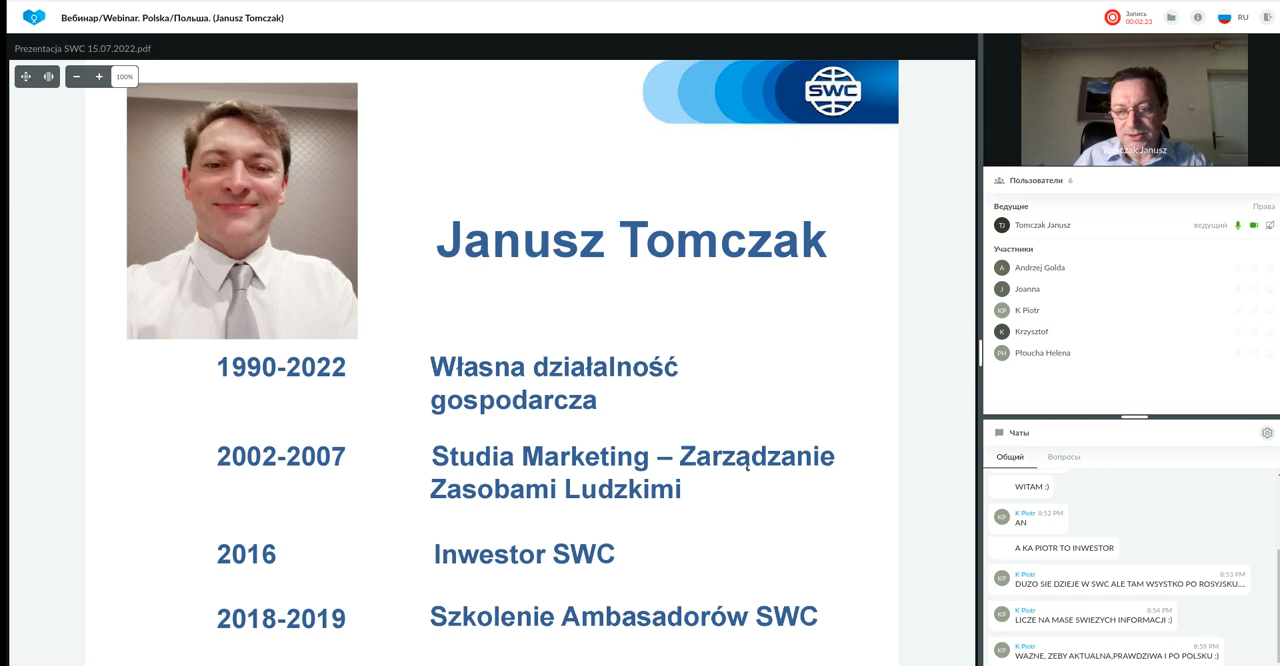 Вебинар/Webinar. Polska/Польша. (Janusz Tomczak)
Запись
00:02:23
RU
Prezentacja SWC 15.07.2022.pdf
100%
SWC
Janusz Tomczak
1990-2022 Własna działalność
gospodarcza
2002-2007 Studia Marketing – Zarządzanie
Zasobami Ludzkimi
2016 Inwestor SWC
2018-2019 Szkolenie Ambasadorów SWC
Tomczak Janusz
Пользователи 6
Ведущие Права
TJ Tomczak Janusz ведущий
Участники
A Andrzej Golda
J Joanna
KP K Piotr
K Krzysztof
PH Płoucha Helena
Чаты
Общий Вопросы
WITAM :)
KP K Piotr 8:52 PM
AN
A KA PIOTR TO INWESTOR
KP K Piotr 8:53 PM
DUZO SIE DZIEJE W SWC ALE TAM WSYSTKO PO ROSYJSKU....
KP K Piotr 8:54 PM
LICZE NA MASE SWIEZYCH INFORMACJI :)
KP K Piotr 8:59 PM
WAZNE, ZEBY AKTUALNA,PRAWDZIWA I PO POLSKU :)